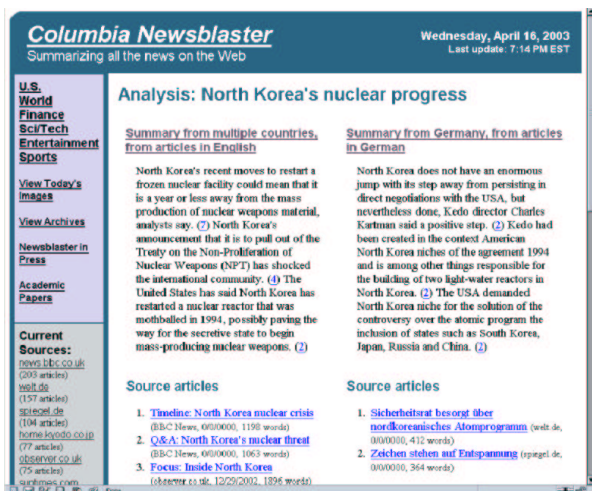 Columbia Newsblaster
Summarizing all the news on the Web
Wednesday, April 16, 2003
Last update: 7:14 PM EST
U.S.
World
Finance
Sci/Tech
Entertainment
Sports
View Today's
Images
View Archives
Newsblaster in
Press
Academic
Papers
Current
Sources:
news.bbc.co.uk
(203 articles)
welt.de
(157 articles)
spiegel.de
(104 articles)
home.kyodo.co.jp
(77 articles)
observer.co.uk
(75 articles)
suntimes.com
Analysis: North Korea's nuclear progress
Summary from multiple countries,
from articles in English
North Korea's recent moves to restart a
frozen nuclear facility could mean that it
is a year or less away from the mass
production of nuclear weapons material,
analysts say. (7) North Korea's
announcement that it is to pull out of the
Treaty on the Non-Proliferation of
Nuclear Weapons (NPT) has shocked
the international community. (4) The
United States has said North Korea has
restarted a nuclear reactor that was
mothballed in 1994, possibly paving the
way for the secretive state to begin
mass-producing nuclear weapons. (2)
Source articles
1. Timeline: North Korea nuclear crisis
(BBC News, 0/0/0000, 1198 words)
2. Q&A: North Korea's nuclear threat
(BBC News, 0/0/0000, 1063 words)
3. Focus: Inside North Korea
(observer.co.uk, 12/29/2002, 1896 words)
Summary from Germany, from articles
in German
North Korea does not have an enormous
jump with its step away from persisting in
direct negotiations with the USA, but
nevertheless done, Kedo director Charles
Kartman said a positive step. (2) Kedo had
been created in the context American
North Korea niches of the agreement 1994
and is among other things responsible for
the building of two light-water reactors in
North Korea. (2) The USA demanded
North Korea niche for the solution of the
controversy over the atomic program the
inclusion of states such as South Korea,
Japan, Russia and China. (2)
Source articles
1. Sicherheitsrat besorgt über
nordkoreanisches Atomprogramm (welt.de,
0/0/0000, 412 words)
2. Zeichen stehen auf Entspannung (spiegel.de,
0/0/0000, 364 words)